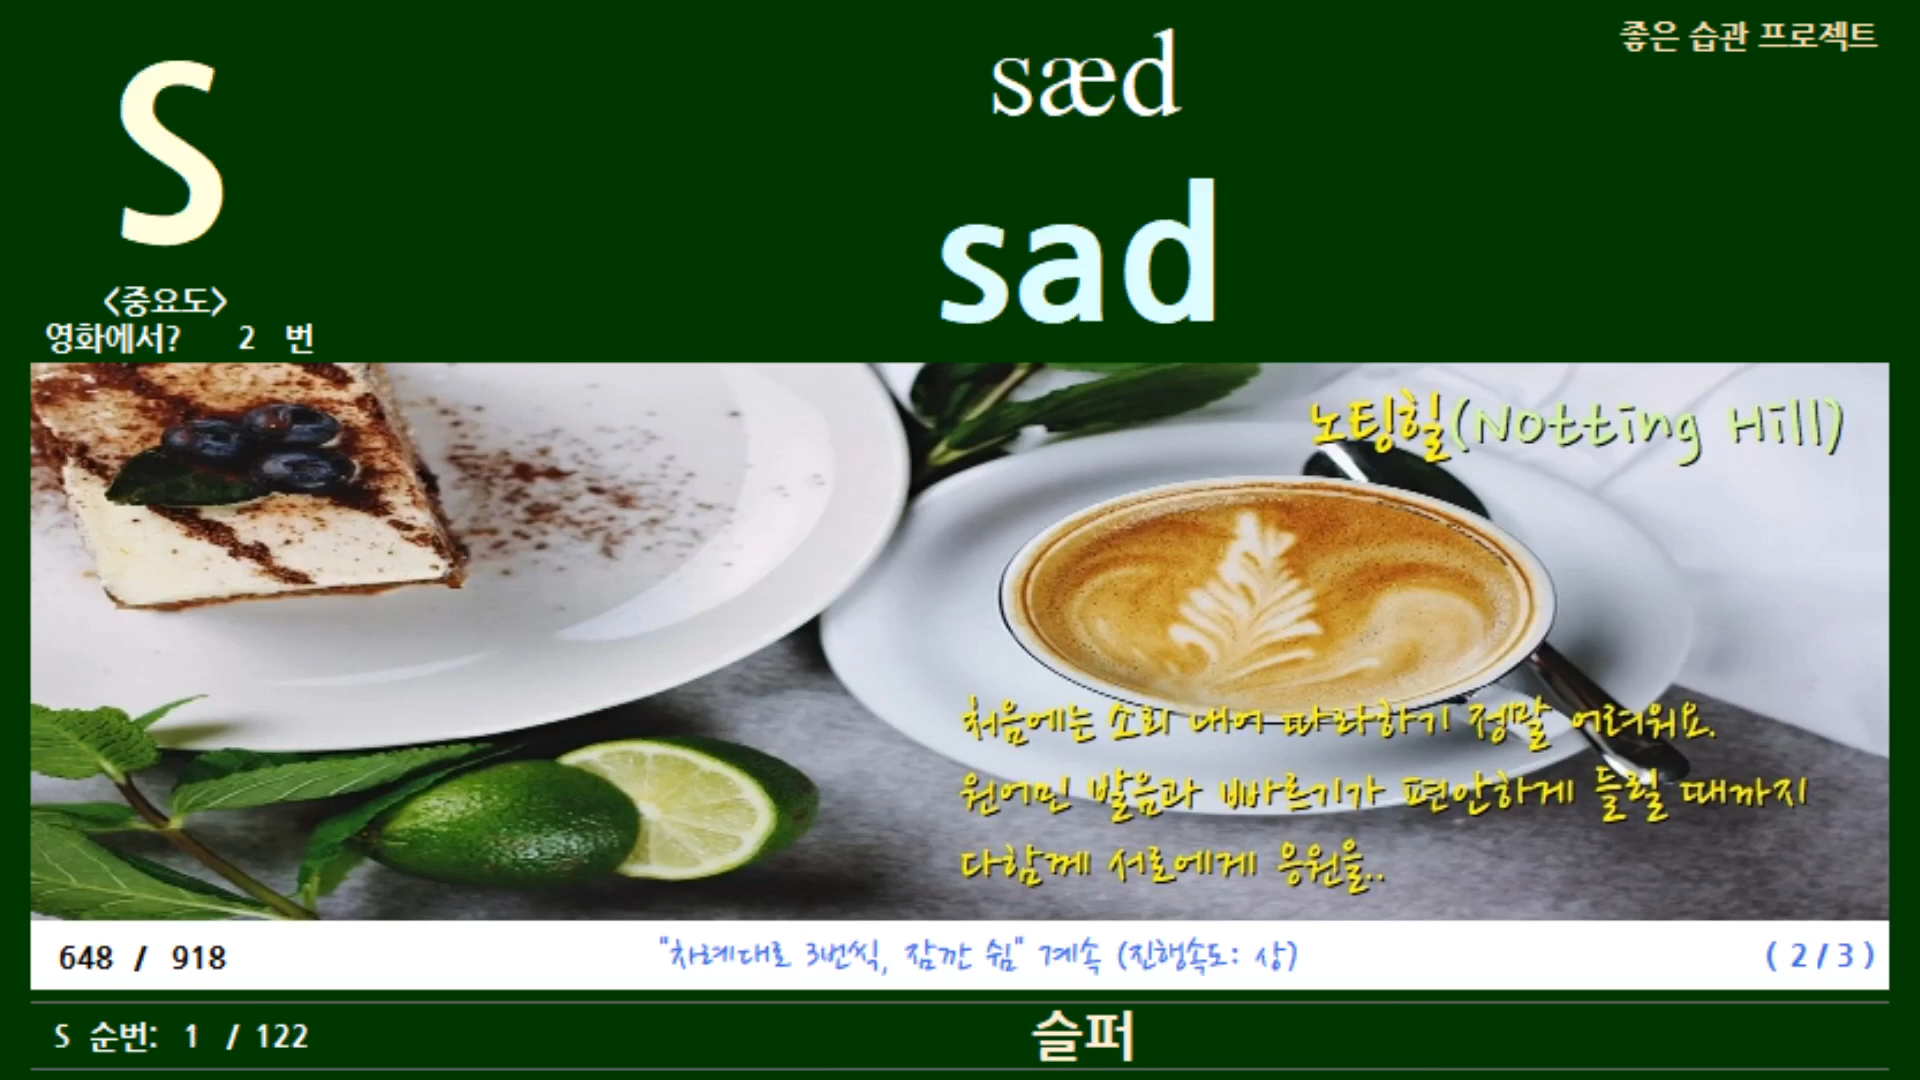 좋은 습관 프로젝트
S
sæd
sad
<중요도>
영화에서? 2 번
노팅힐(Notting Hill)
처음에는 소리 내어 따라하기 정말 어려워요.
원어민 발음과 빠르기가 편안하게 들릴 때까지
다함께 서로에게 응원을..
648 / 918
"차례대로 3번씩, 잠깐 쉼" 계속 (진행속도: 상)
( 2 / 3 )
S 순번: 1 / 122
슬퍼